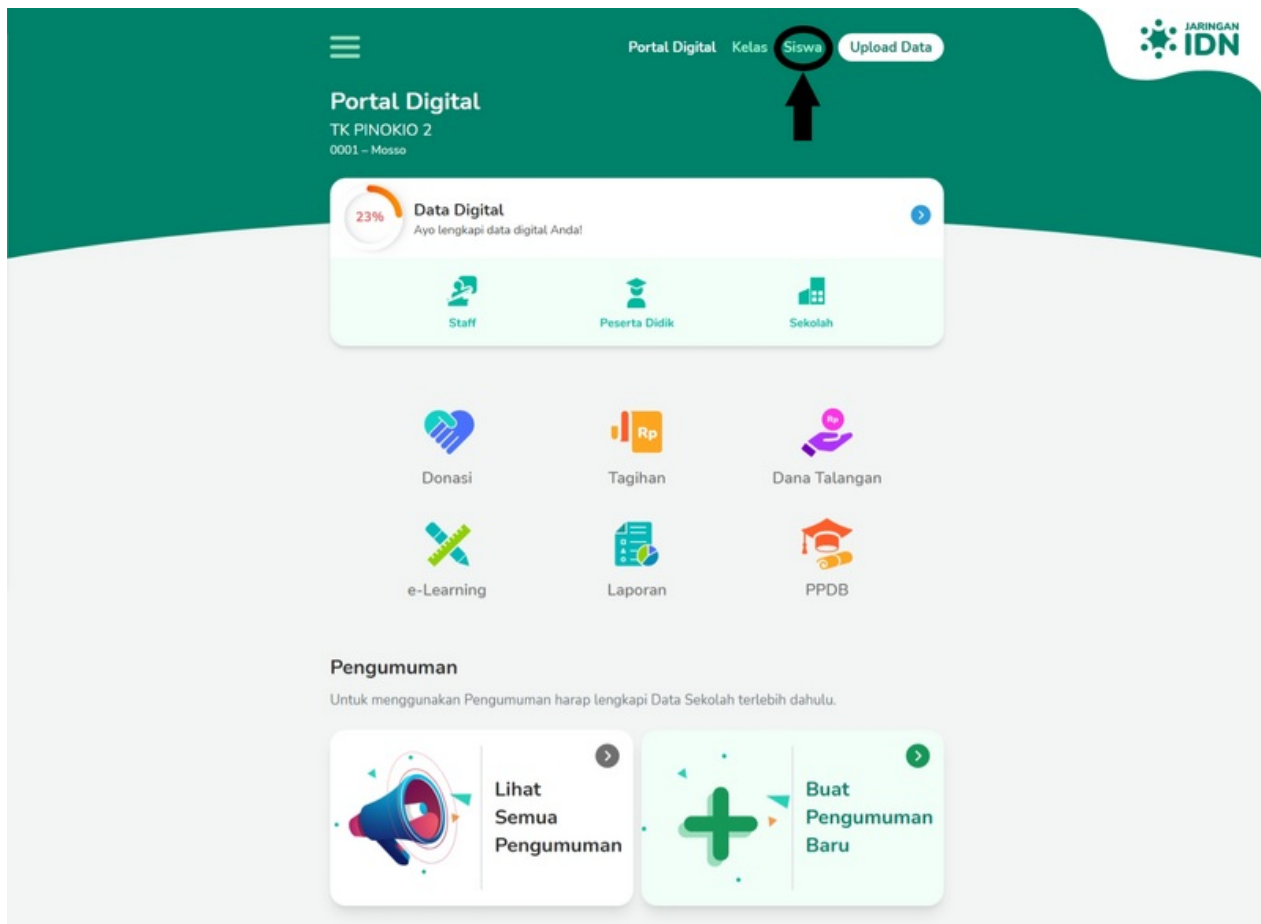 Portal Digital Kelas Siswa Upload Data
JARINGAN
IDN
Portal Digital
TK PINOKIO 2
0001 – Mosso
23%
Data Digital
Ayo lengkapi data digital Anda!
Staff
Peserta Didik
Sekolah
Rp
Rp
Donasi
Tagihan
Dana Talangan
e-Learning
Laporan
PPDB
Pengumuman
Untuk menggunakan Pengumuman harap lengkapi Data Sekolah terlebih dahulu.
Lihat
Semua
Pengumuman
Buat
Pengumuman
Baru